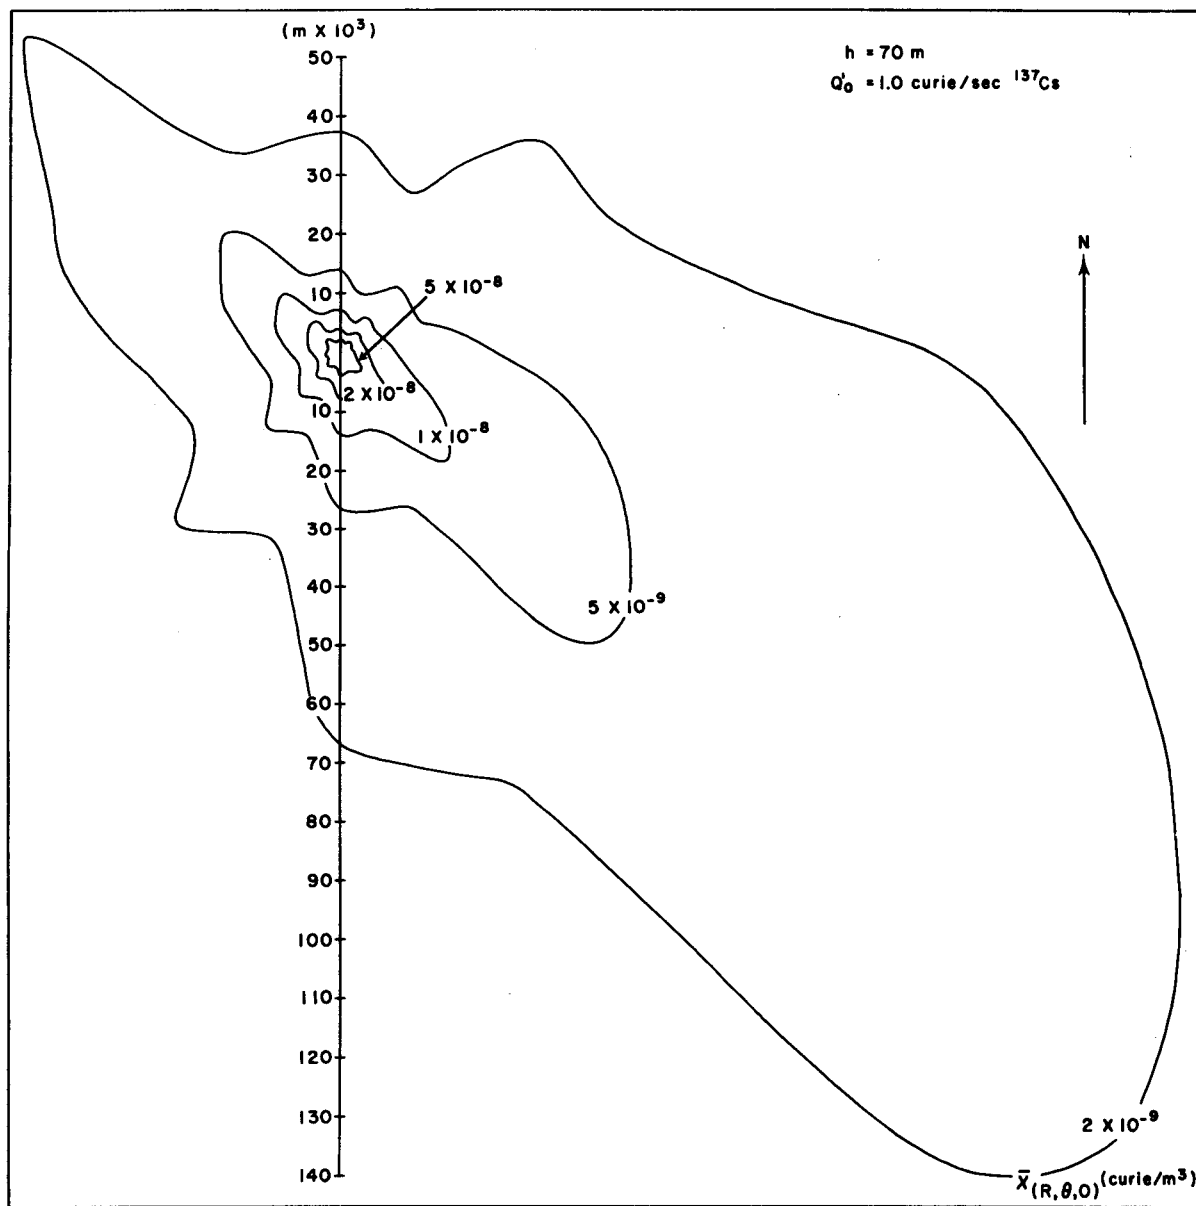 (m X 10³)
h = 70 m
Q'₀ = 1.0 curie/sec ¹³⁷Cs
50
40
30
20
10
0
10
20
30
40
50
60
70
80
90
100
110
120
130
140
N
5 X 10⁻⁸
2 X 10⁻⁸
1 X 10⁻⁸
5 X 10⁻⁹
2 X 10⁻⁹
χ̄(R,θ,0) (curie/m³)